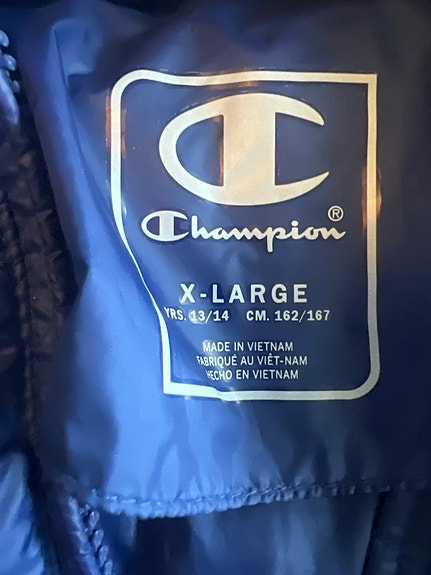 Champion®
X-LARGE
YRS. 13/14 CM. 162/167
MADE IN VIETNAM
FABRIQUÉ AU VIÊT-NAM
HECHO EN VIETNAM